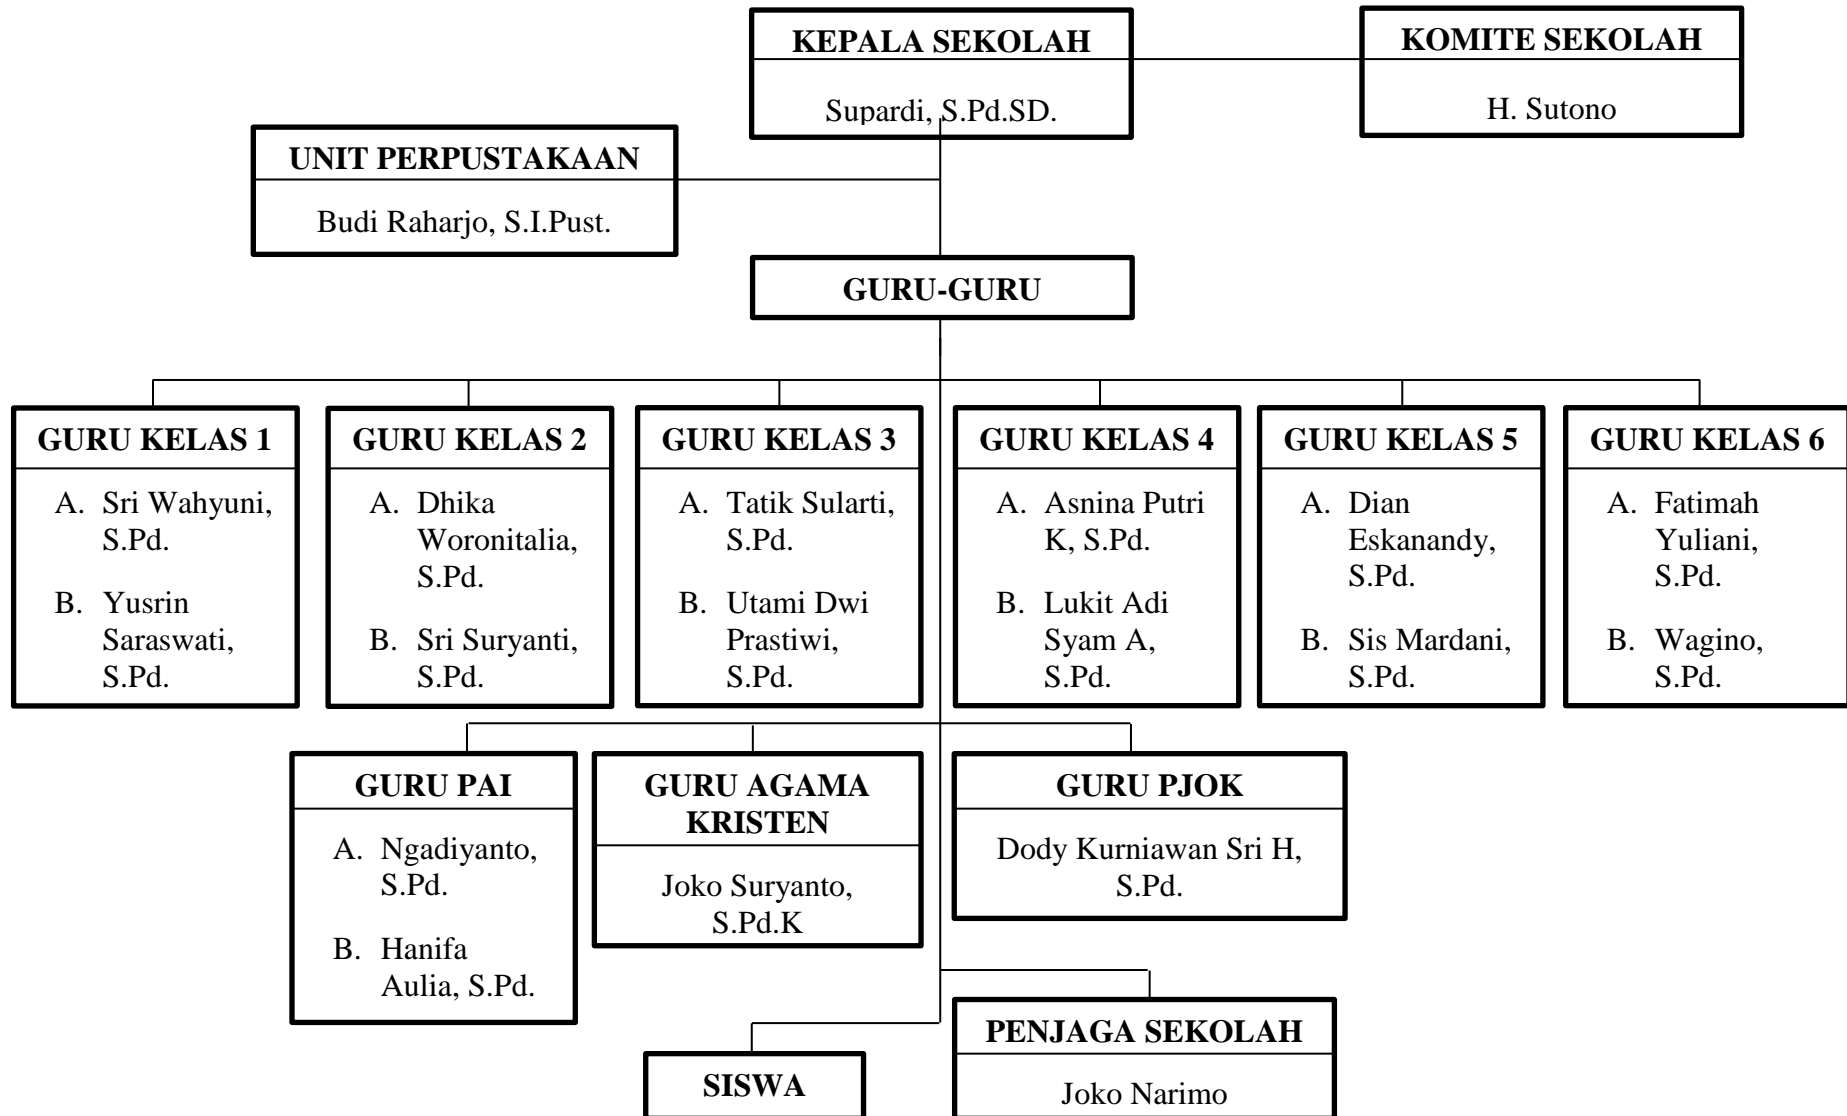 KEPALA SEKOLAH
Supardi, S.Pd.SD.
KOMITE SEKOLAH
H. Sutono
UNIT PERPUSTAKAAN
Budi Raharjo, S.I.Pust.
GURU-GURU
GURU KELAS 1
A. Sri Wahyuni,
S.Pd.
B. Yusrin
Saraswati,
S.Pd.
GURU KELAS 2
A. Dhika
Woronitalia,
S.Pd.
B. Sri Suryanti,
S.Pd.
GURU KELAS 3
A. Tatik Sularti,
S.Pd.
B. Utami Dwi
Prastiwi,
S.Pd.
GURU KELAS 4
A. Asnina Putri
K, S.Pd.
B. Lukit Adi
Syam A,
S.Pd.
GURU KELAS 5
A. Dian
Eskanandy,
S.Pd.
B. Sis Mardani,
S.Pd.
GURU KELAS 6
A. Fatimah
Yuliani,
S.Pd.
B. Wagino,
S.Pd.
GURU PAI
A. Ngadiyanto,
S.Pd.
B. Hanifa
Aulia, S.Pd.
GURU AGAMA
KRISTEN
Joko Suryanto,
S.Pd.K
GURU PJOK
Dody Kurniawan Sri H,
S.Pd.
PENJAGA SEKOLAH
Joko Narimo
SISWA